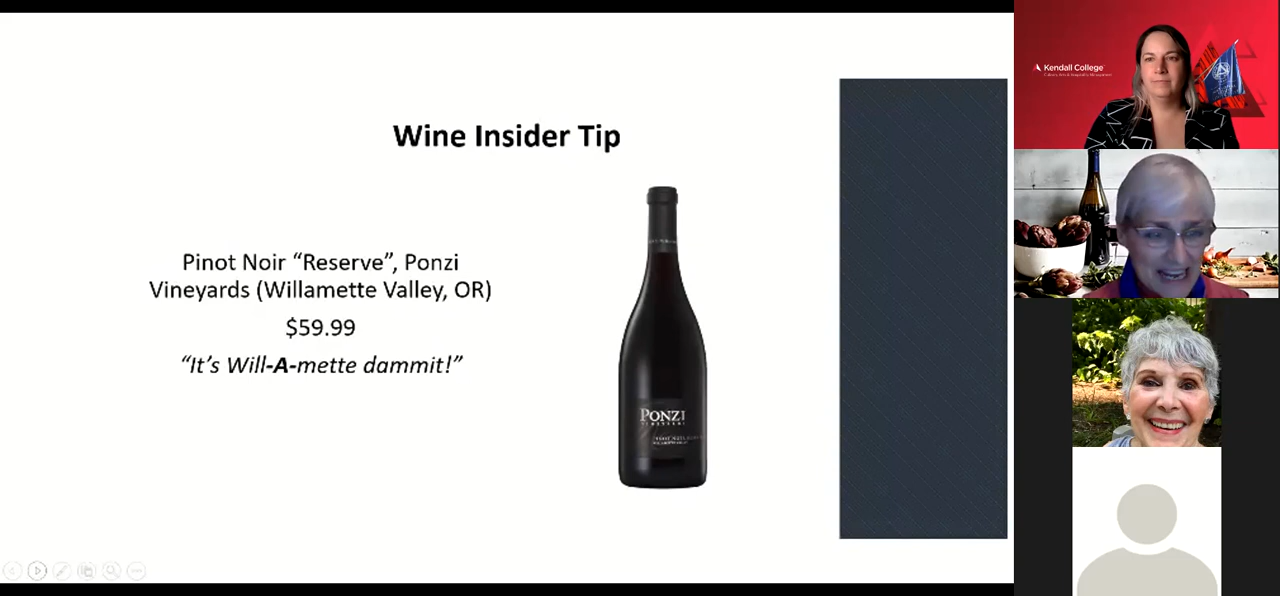 Wine Insider Tip
Pinot Noir “Reserve”, Ponzi
Vineyards (Willamette Valley, OR)
$59.99
“It’s Will-A-mette dammit!”
PONZI
VINEYARDS
Kendall College